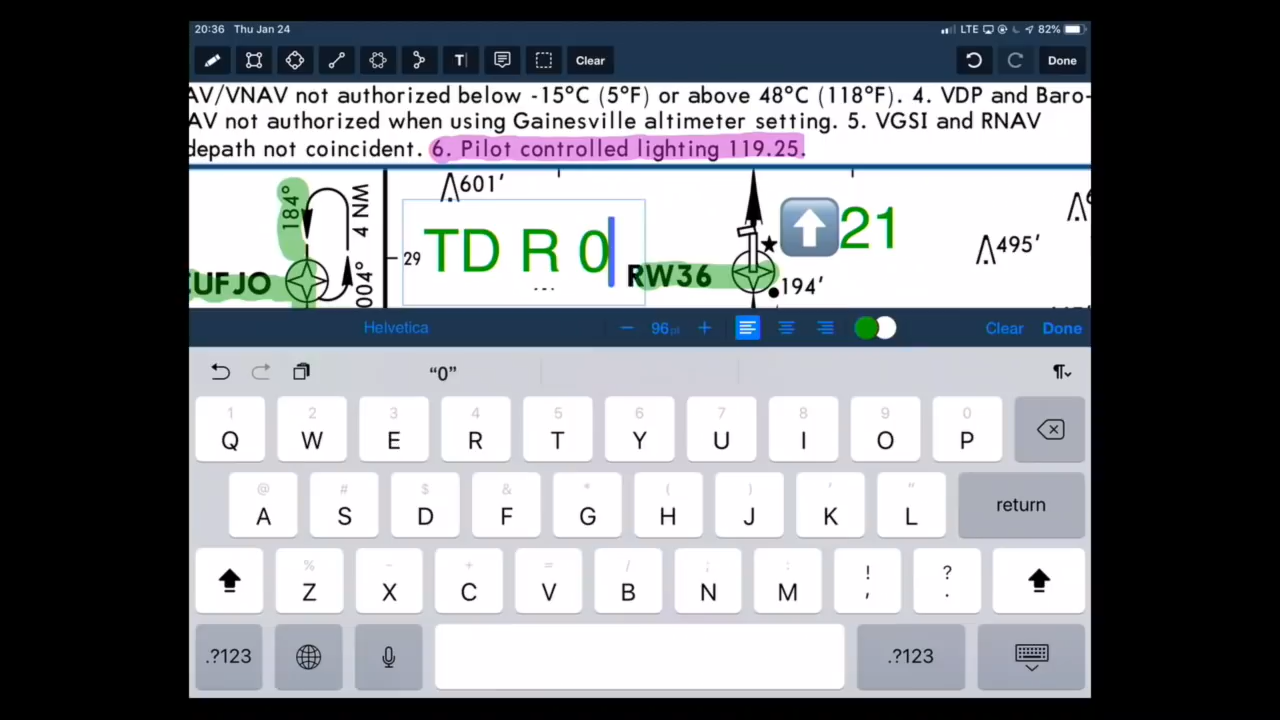 20:36 Thu Jan 24 LTE 82%
T Clear Done
AV/VNAV not authorized below -15°C (5°F) or above 48°C (118°F). 4. VDP and Baro-
AV not authorized when using Gainesville altimeter setting. 5. VGSI and RNAV
depath not coincident. 6. Pilot controlled lighting 119.25.
184° 4 NM 601' 21
29 TD R 0 495'
CUFJO 004° RW36 194'
Helvetica − 96pt + Clear Done
“0”
1 2 3 4 5 6 7 8 9 0
Q W E R T Y U I O P
@ # $ & * ( ) ' "
A S D F G H J K L return
% - + = / ; : ! ?
Z X C V B N M , .
.?123 .?123